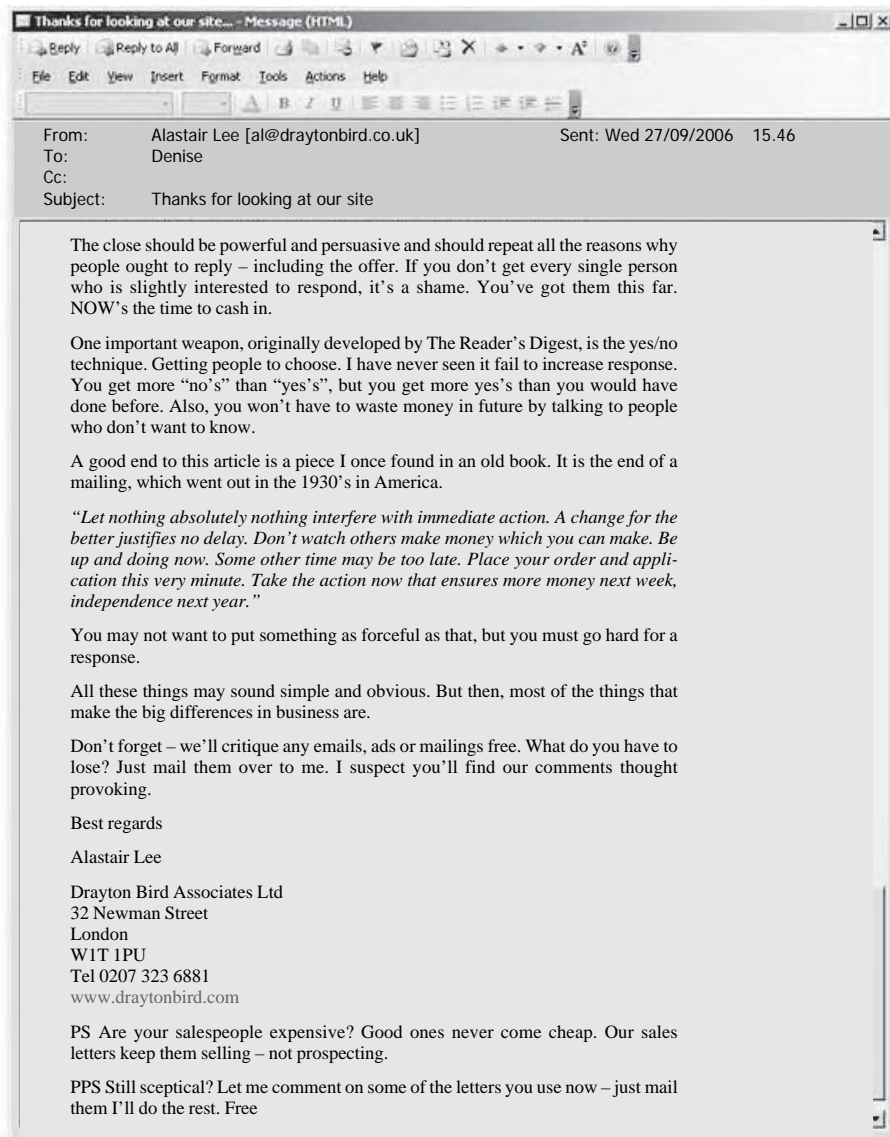 Thanks for looking at our site... - Message (HTML)
Reply Reply to All Forward
File Edit View Insert Format Tools Actions Help
A B I U
From: Alastair Lee [al@draytonbird.co.uk] Sent: Wed 27/09/2006 15.46
To: Denise
Cc:
Subject: Thanks for looking at our site
The close should be powerful and persuasive and should repeat all the reasons why
people ought to reply – including the offer. If you don’t get every single person
who is slightly interested to respond, it’s a shame. You’ve got them this far.
NOW’s the time to cash in.
One important weapon, originally developed by The Reader’s Digest, is the yes/no
technique. Getting people to choose. I have never seen it fail to increase response.
You get more “no’s” than “yes’s”, but you get more yes’s than you would have
done before. Also, you won’t have to waste money in future by talking to people
who don’t want to know.
A good end to this article is a piece I once found in an old book. It is the end of a
mailing, which went out in the 1930’s in America.
“Let nothing absolutely nothing interfere with immediate action. A change for the
better justifies no delay. Don’t watch others make money which you can make. Be
up and doing now. Some other time may be too late. Place your order and appli-
cation this very minute. Take the action now that ensures more money next week,
independence next year.”
You may not want to put something as forceful as that, but you must go hard for a
response.
All these things may sound simple and obvious. But then, most of the things that
make the big differences in business are.
Don’t forget – we’ll critique any emails, ads or mailings free. What do you have to
lose? Just mail them over to me. I suspect you’ll find our comments thought
provoking.
Best regards
Alastair Lee
Drayton Bird Associates Ltd
32 Newman Street
London
W1T 1PU
Tel 0207 323 6881
www.draytonbird.com
PS Are your salespeople expensive? Good ones never come cheap. Our sales
letters keep them selling – not prospecting.
PPS Still sceptical? Let me comment on some of the letters you use now – just mail
them I’ll do the rest. Free